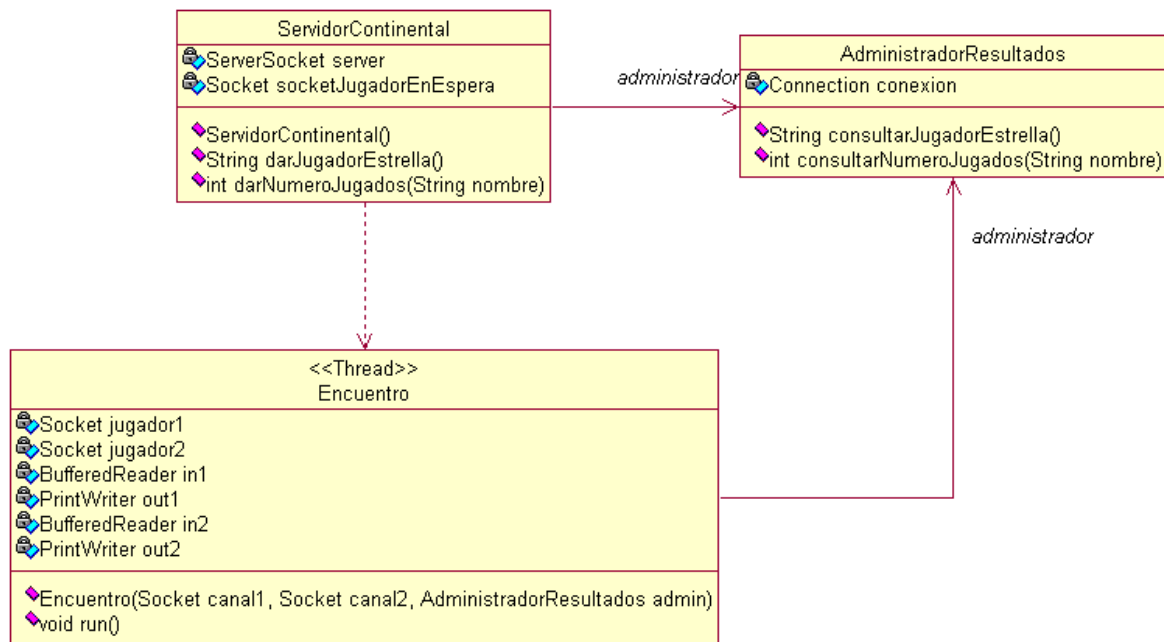 ServidorContinental
ServerSocket server
Socket socketJugadorEnEspera
ServidorContinental()
String darJugadorEstrella()
int darNumeroJugados(String nombre)
administrador
AdministradorResultados
Connection conexion
String consultarJugadorEstrella()
int consultarNumeroJugados(String nombre)
administrador
<<Thread>>
Encuentro
Socket jugador1
Socket jugador2
BufferedReader in1
PrintWriter out1
BufferedReader in2
PrintWriter out2
Encuentro(Socket canal1, Socket canal2, AdministradorResultados admin)
void run()